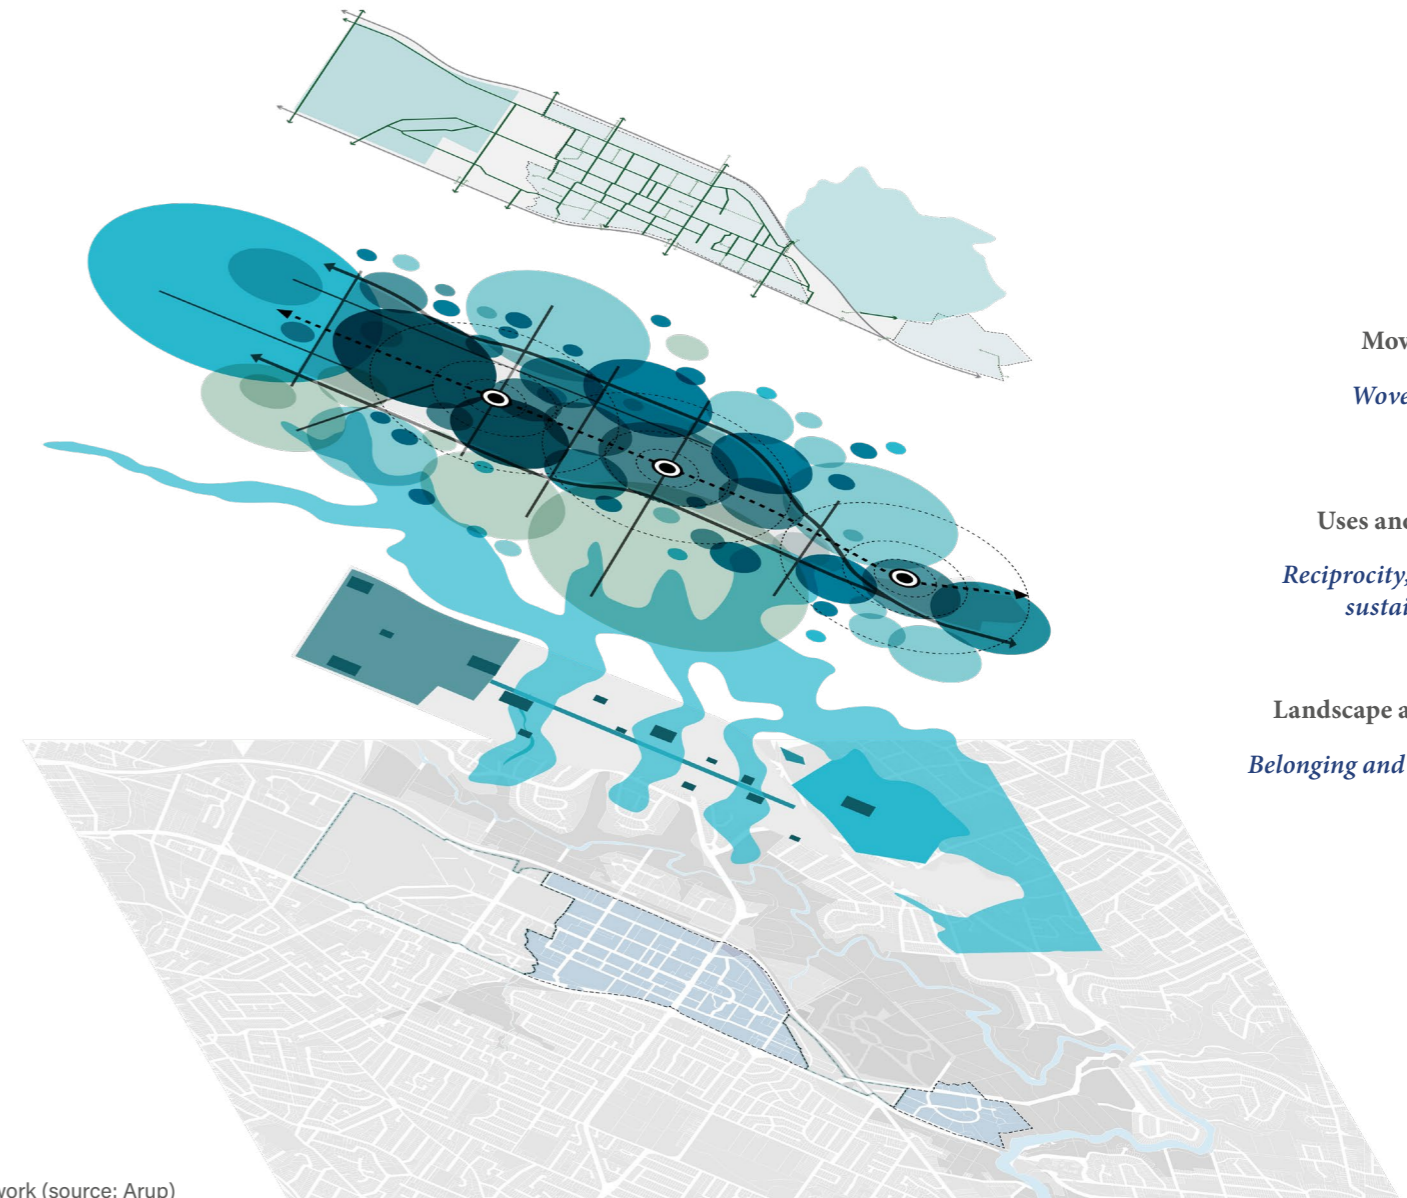 Mov
Wove
Uses and
Reciprocity,
sustai
Landscape a
Belonging and
work (source: Arup)